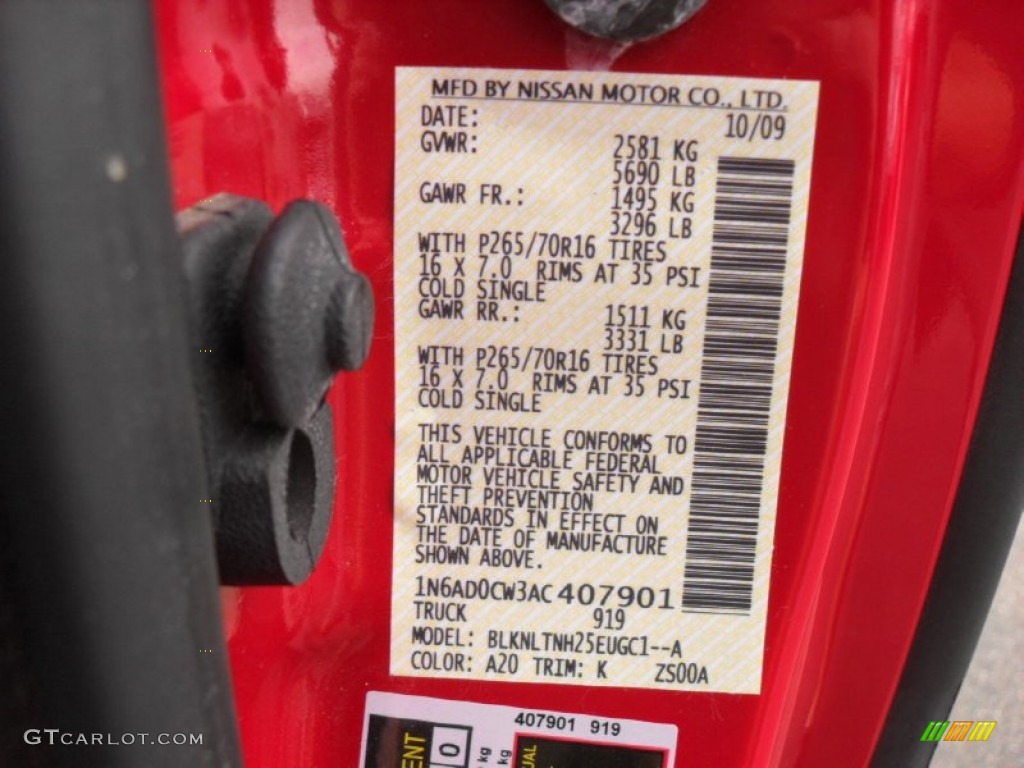 MFD BY NISSAN MOTOR CO., LTD.
DATE: 10/09
GVWR: 2581 KG
5690 LB
GAWR FR.: 1495 KG
3296 LB
WITH P265/70R16 TIRES
16 X 7.0 RIMS AT 35 PSI
COLD SINGLE
GAWR RR.: 1511 KG
3331 LB
WITH P265/70R16 TIRES
16 X 7.0 RIMS AT 35 PSI
COLD SINGLE
THIS VEHICLE CONFORMS TO
ALL APPLICABLE FEDERAL
MOTOR VEHICLE SAFETY AND
THEFT PREVENTION
STANDARDS IN EFFECT ON
THE DATE OF MANUFACTURE
SHOWN ABOVE.
1N6AD0CW3AC407901
TRUCK 919
MODEL: BLKNLTNH25EUGC1--A
COLOR: A20 TRIM: K ZS00A
407901 919
kg
kg
GTCARLOT.COM